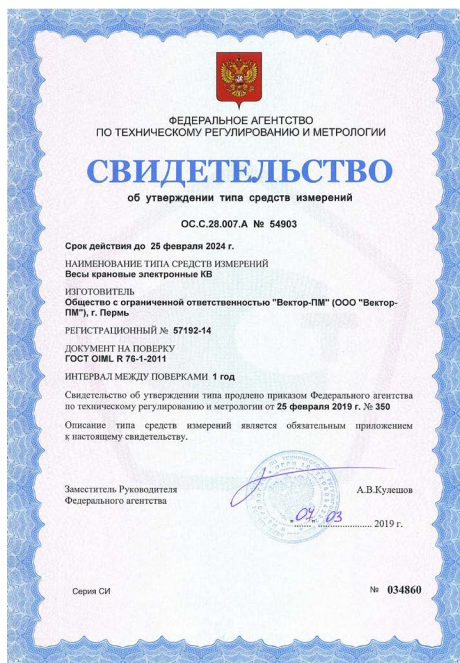 ФЕДЕРАЛЬНОЕ АГЕНТСТВО
ПО ТЕХНИЧЕСКОМУ РЕГУЛИРОВАНИЮ И МЕТРОЛОГИИ
СВИДЕТЕЛЬСТВО
об утверждении типа средств измерений
ОС.С.28.007.А № 54903
Срок действия до 25 февраля 2024 г.
НАИМЕНОВАНИЕ ТИПА СРЕДСТВ ИЗМЕРЕНИЙ
Весы крановые электронные КВ
ИЗГОТОВИТЕЛЬ
Общество с ограниченной ответственностью "Вектор-ПМ" (ООО "Вектор-
ПМ"), г. Пермь
РЕГИСТРАЦИОННЫЙ № 57192-14
ДОКУМЕНТ НА ПОВЕРКУ
ГОСТ OIML R 76-1-2011
ИНТЕРВАЛ МЕЖДУ ПОВЕРКАМИ 1 год
Свидетельство об утверждении типа продлено приказом Федерального агентства
по техническому регулированию и метрологии от 25 февраля 2019 г. № 350
Описание типа средств измерений является обязательным приложением
к настоящему свидетельству.
Заместитель Руководителя
Федерального агентства
А.В.Кулешов
03 2019 г.
Серия СИ
№ 034860